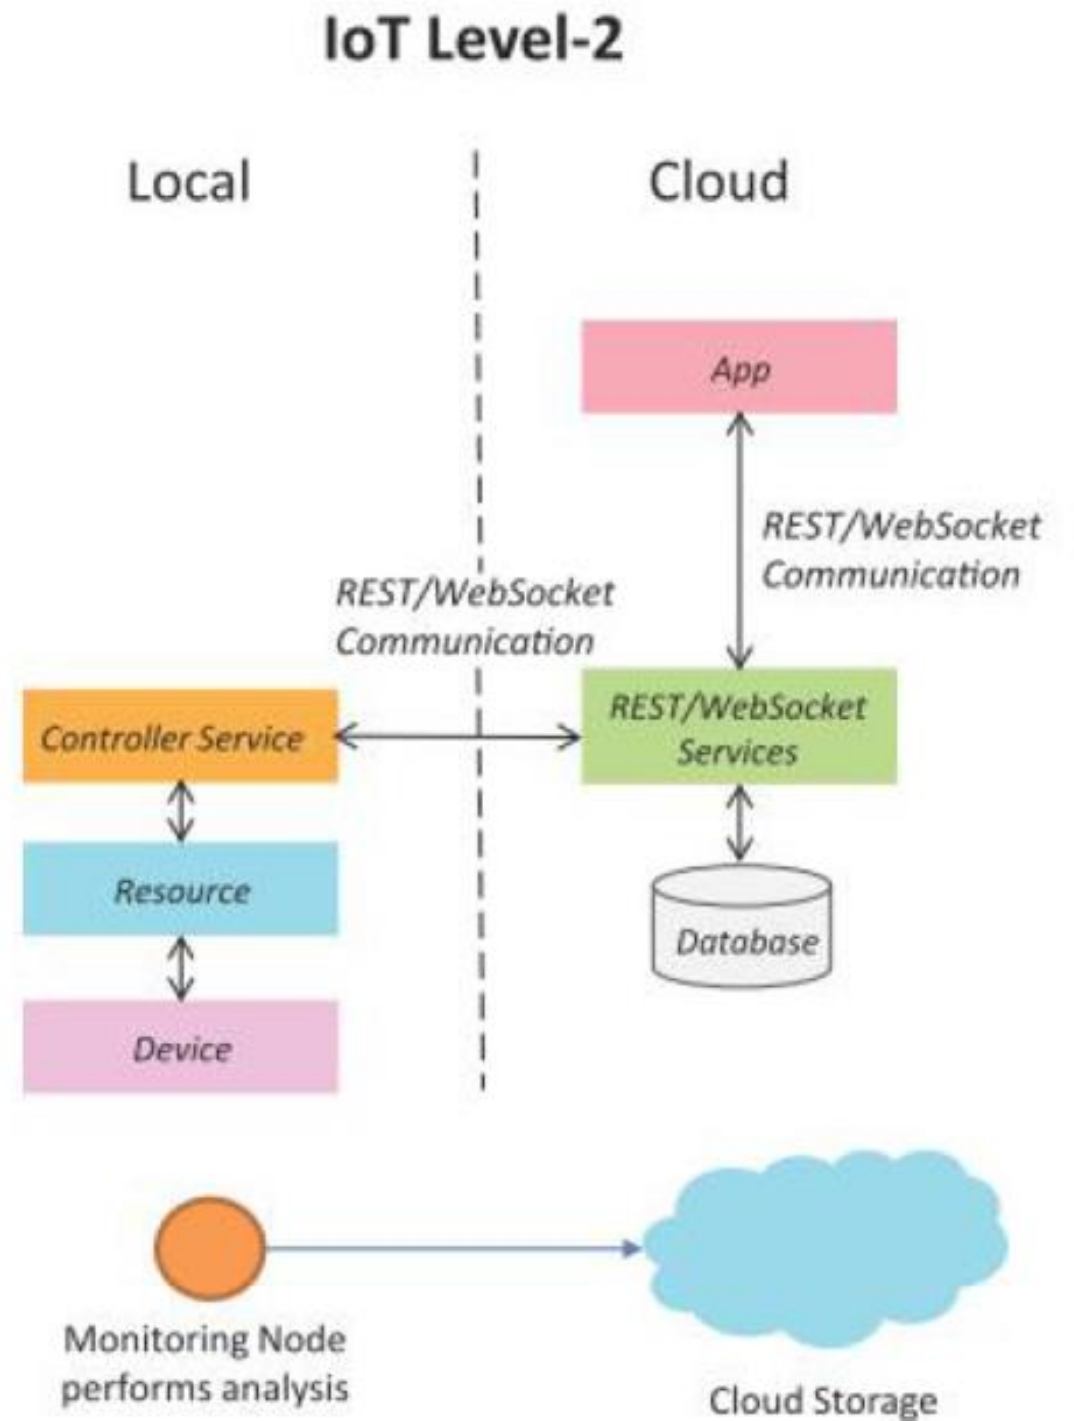 IoT Level-2
Local
Cloud
App
REST/WebSocket
Communication
REST/WebSocket
Communication
Controller Service
REST/WebSocket
Services
Resource
Database
Device
Monitoring Node
performs analysis
Cloud Storage